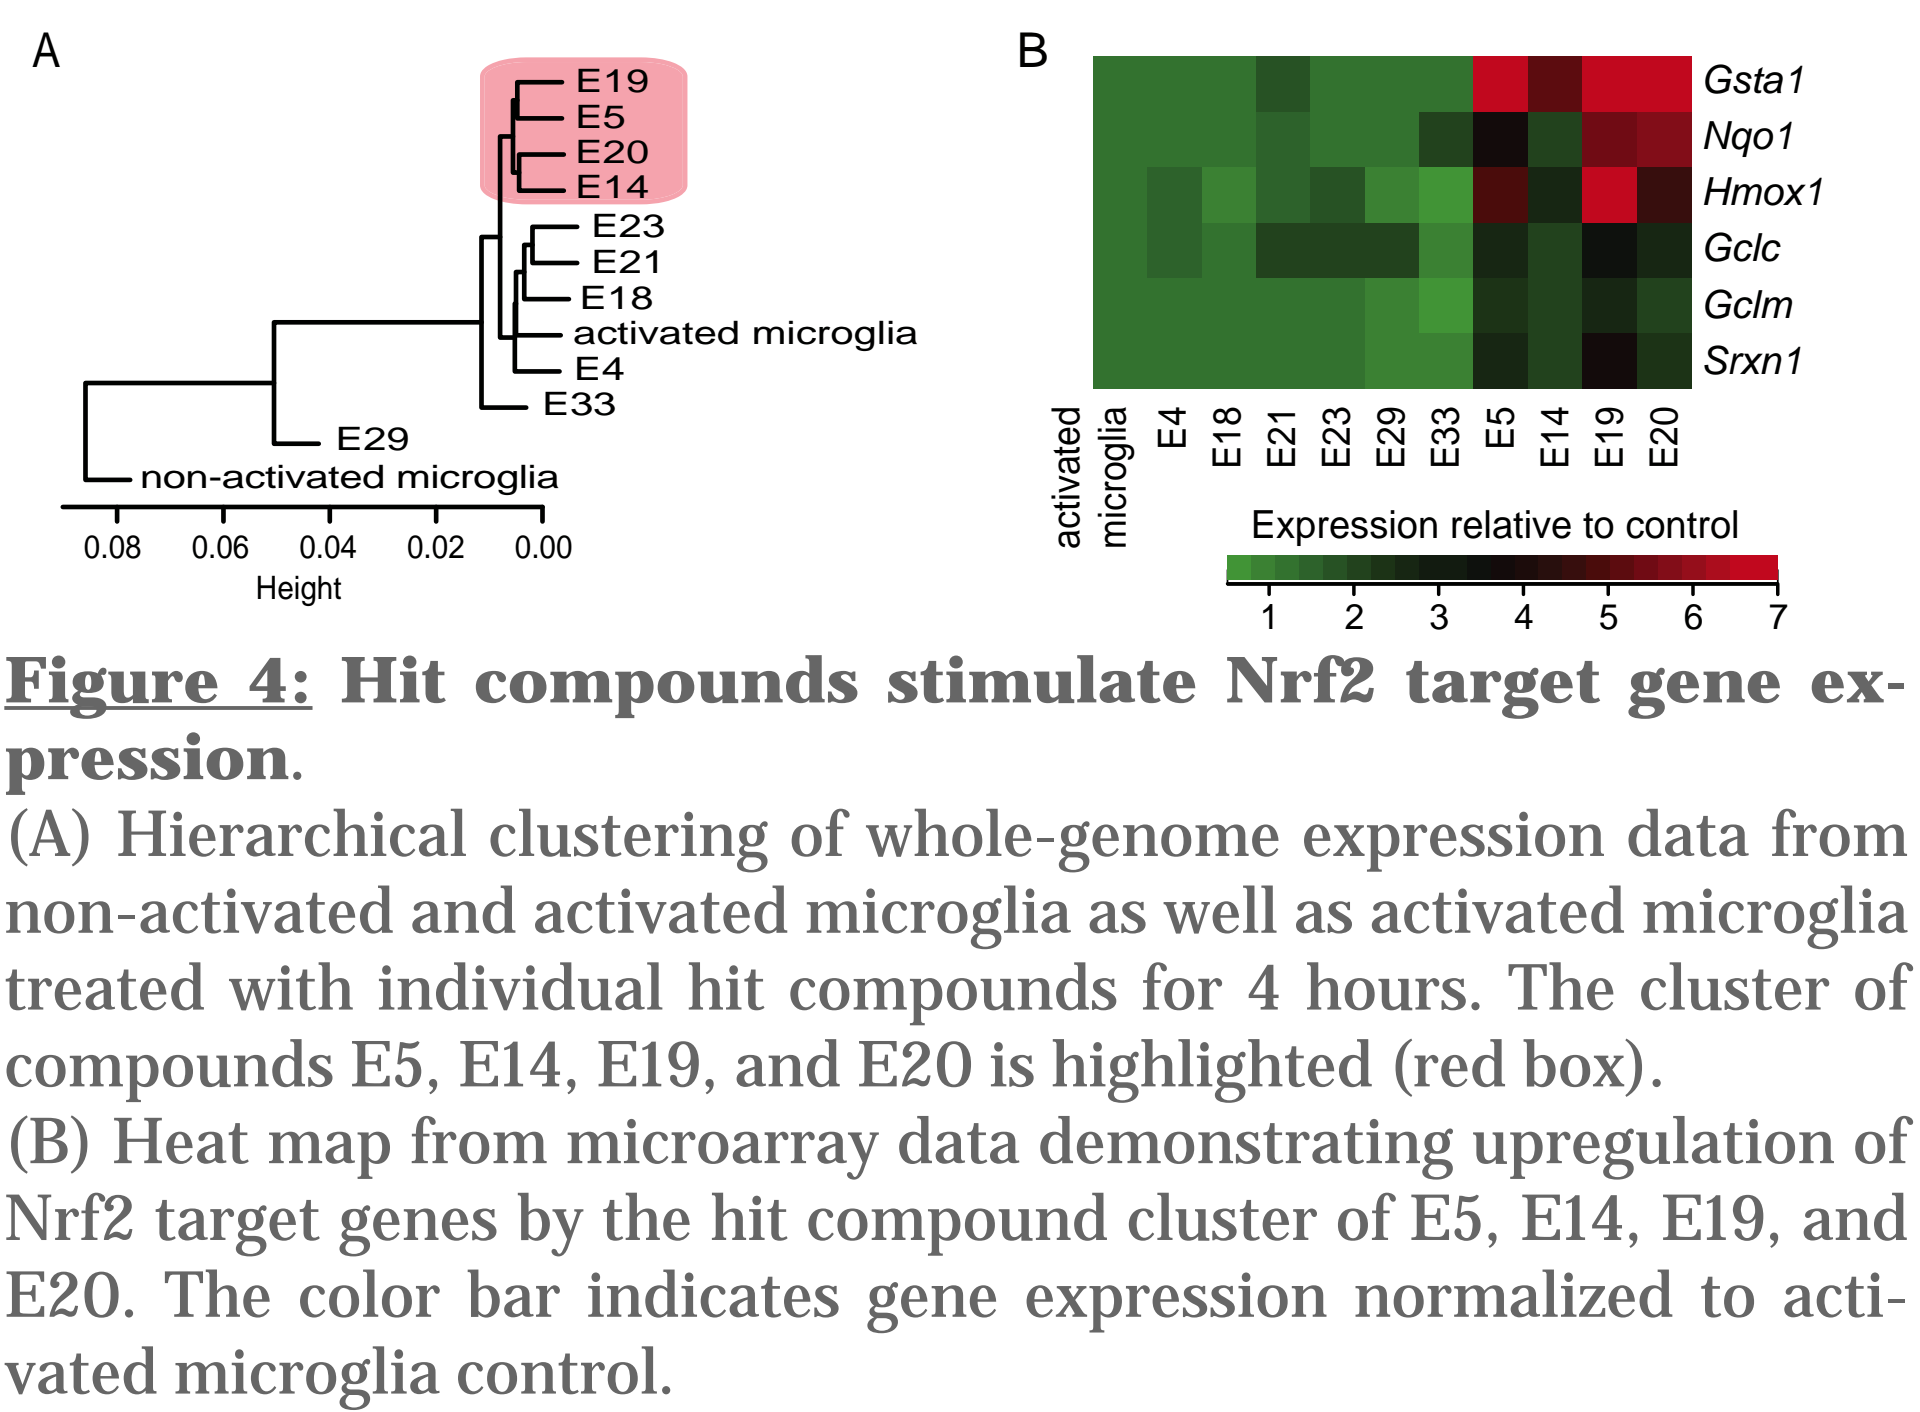 A
E19
E5
E20
E14
E23
E21
E18
activated microglia
E4
E33
E29
non-activated microglia
0.08 0.06 0.04 0.02 0.00
Height
B
Gsta1
Nqo1
Hmox1
Gclc
Gclm
Srxn1
activated
microglia
E4 E18 E21 E23 E29 E33 E5 E14 E19 E20
Expression relative to control
1 2 3 4 5 6 7
Figure 4: Hit compounds stimulate Nrf2 target gene ex-
pression.
(A) Hierarchical clustering of whole-genome expression data from
non-activated and activated microglia as well as activated microglia
treated with individual hit compounds for 4 hours. The cluster of
compounds E5, E14, E19, and E20 is highlighted (red box).
(B) Heat map from microarray data demonstrating upregulation of
Nrf2 target genes by the hit compound cluster of E5, E14, E19, and
E20. The color bar indicates gene expression normalized to acti-
vated microglia control.